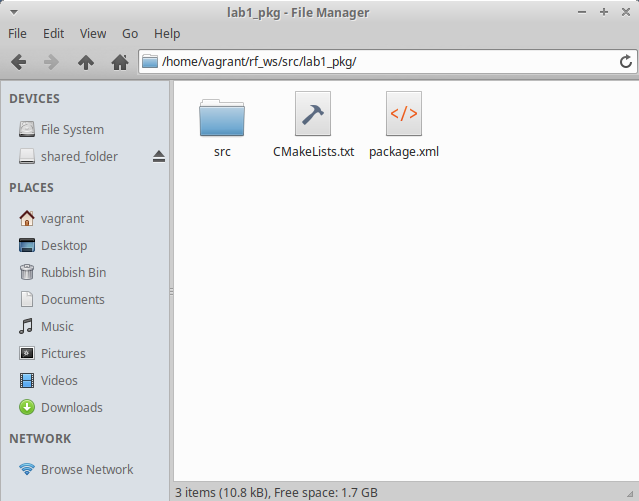 lab1_pkg - File Manager
File Edit View Go Help
/home/vagrant/rf_ws/src/lab1_pkg/
DEVICES
File System
shared_folder
PLACES
vagrant
Desktop
Rubbish Bin
Documents
Music
Pictures
Videos
Downloads
NETWORK
Browse Network
src CMakeLists.txt package.xml
3 items (10.8 kB), Free space: 1.7 GB